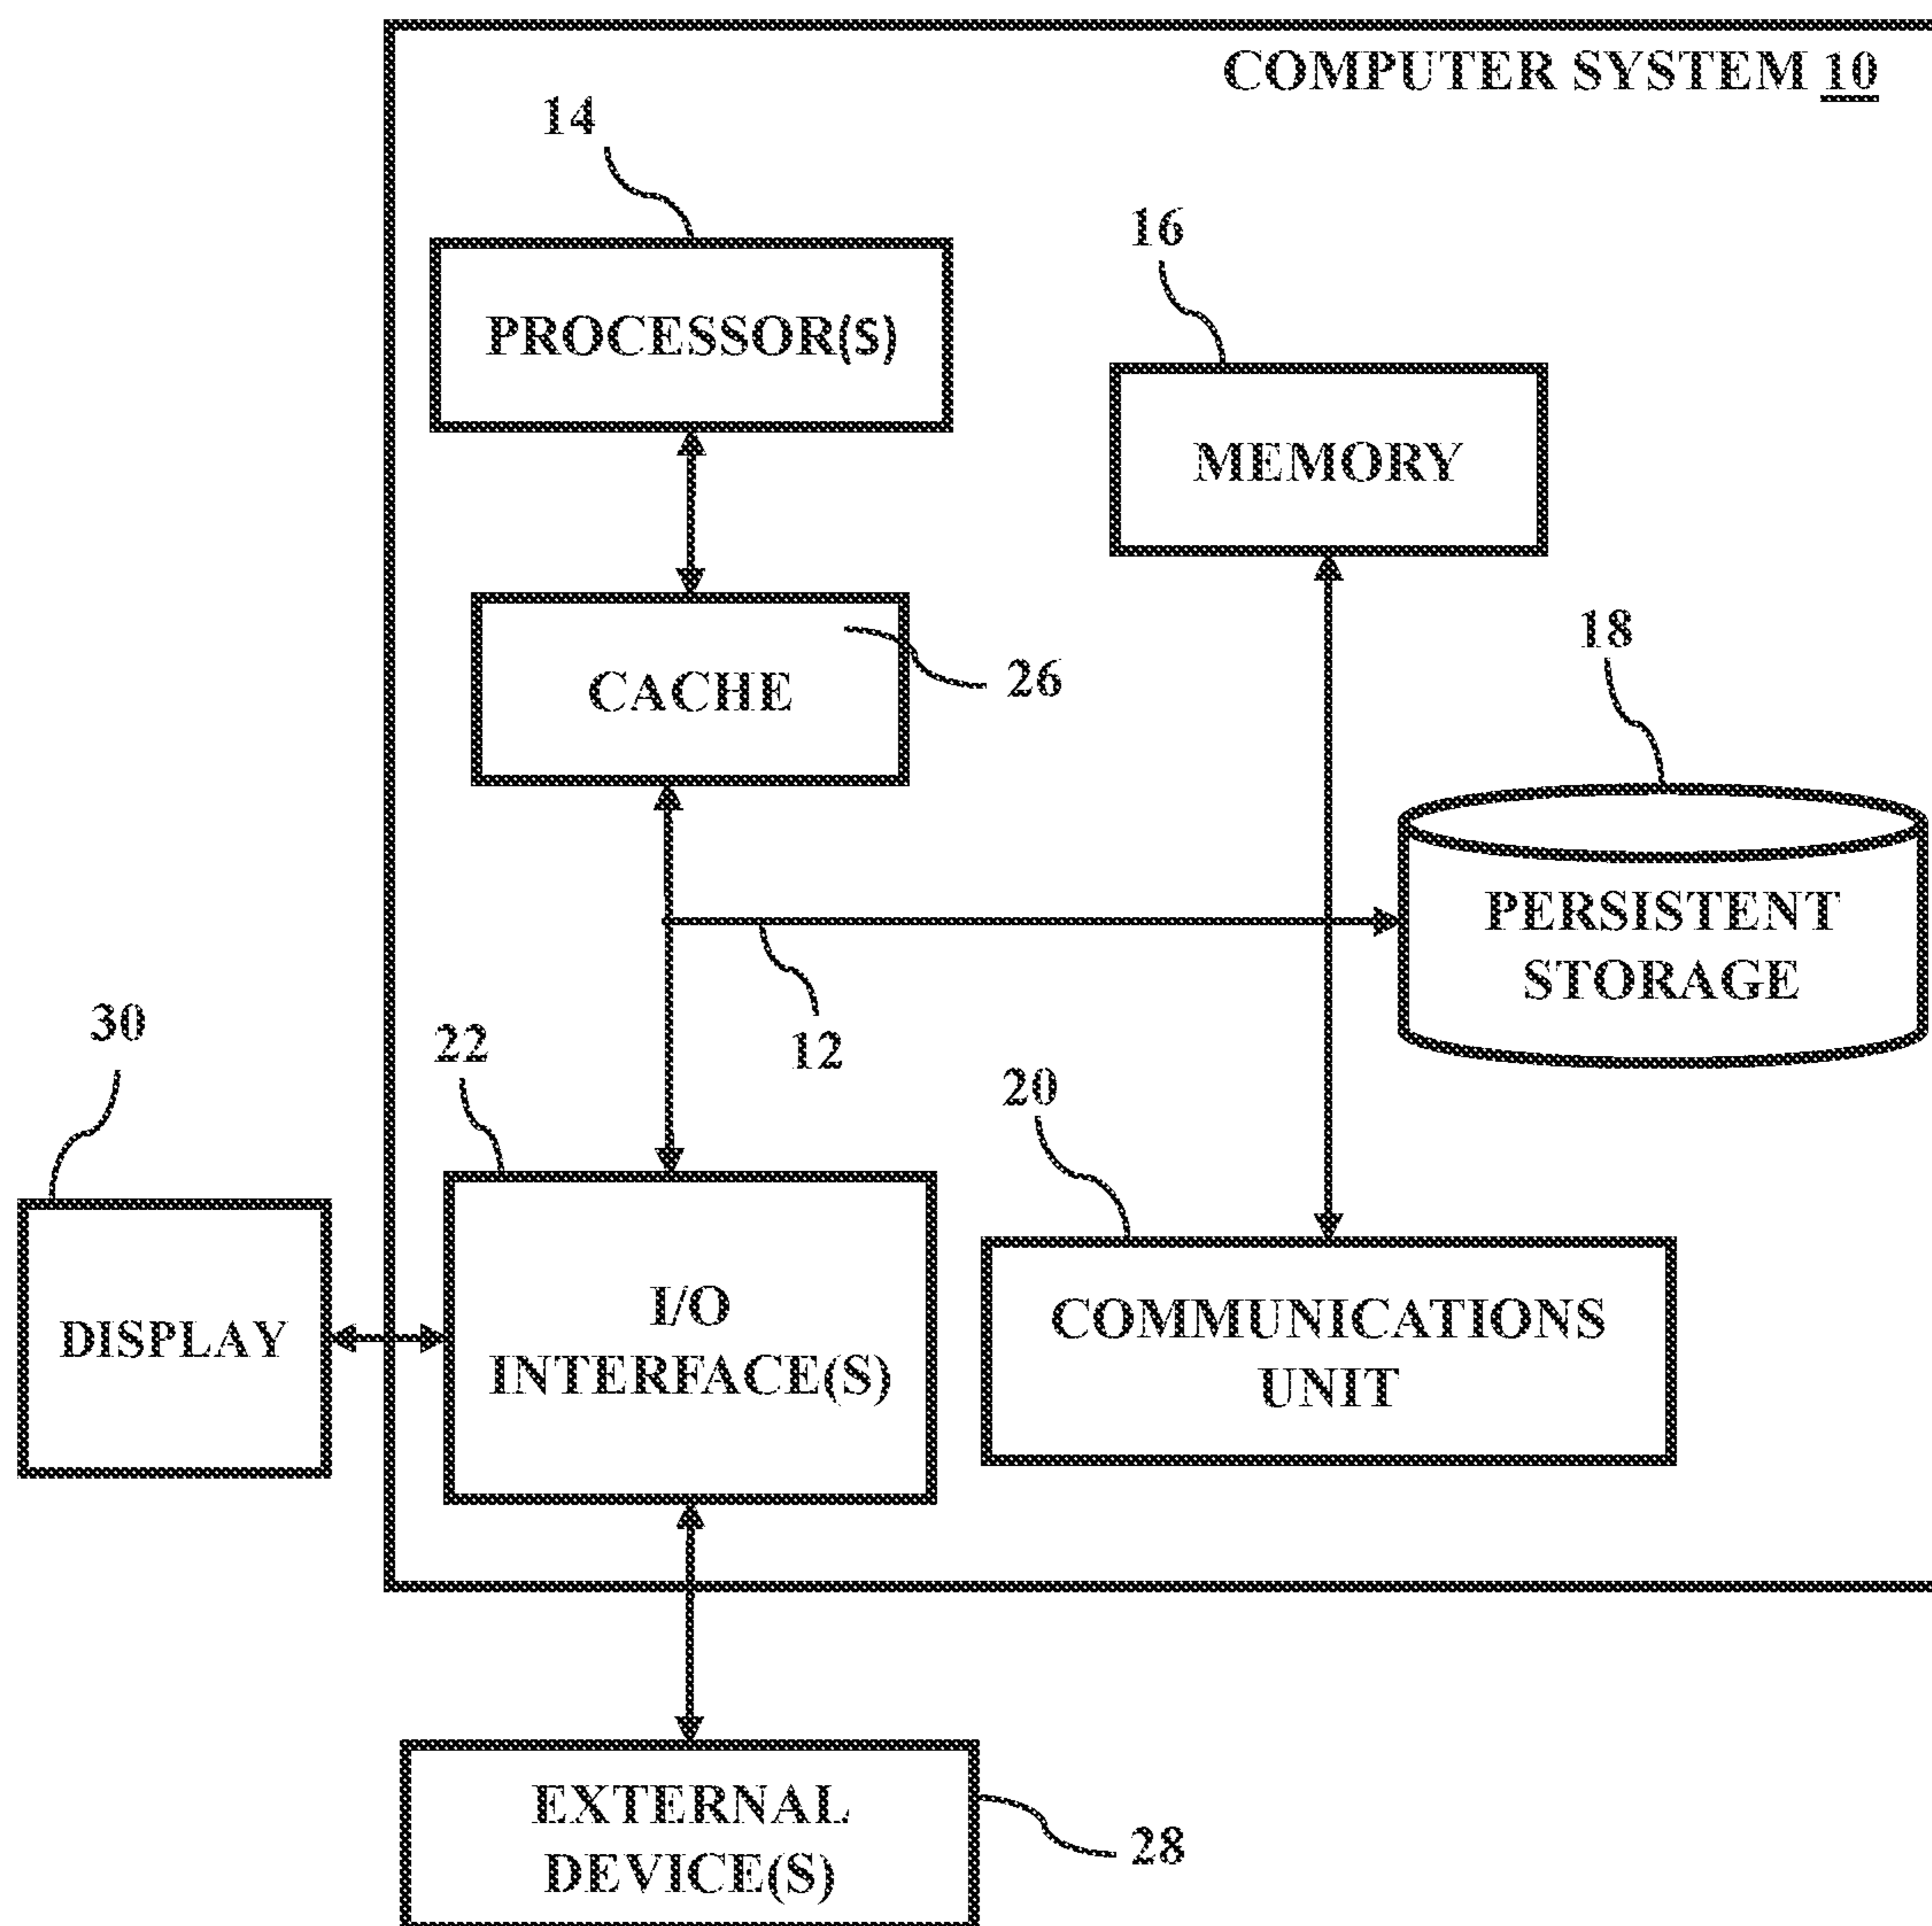 COMPUTER SYSTEM 10
14
PROCESSOR(S)
16
MEMORY
CACHE
26
18
PERSISTENT
STORAGE
12
30
22
20
DISPLAY
I/O
INTERFACE(S)
COMMUNICATIONS
UNIT
EXTERNAL
DEVICE(S)
28